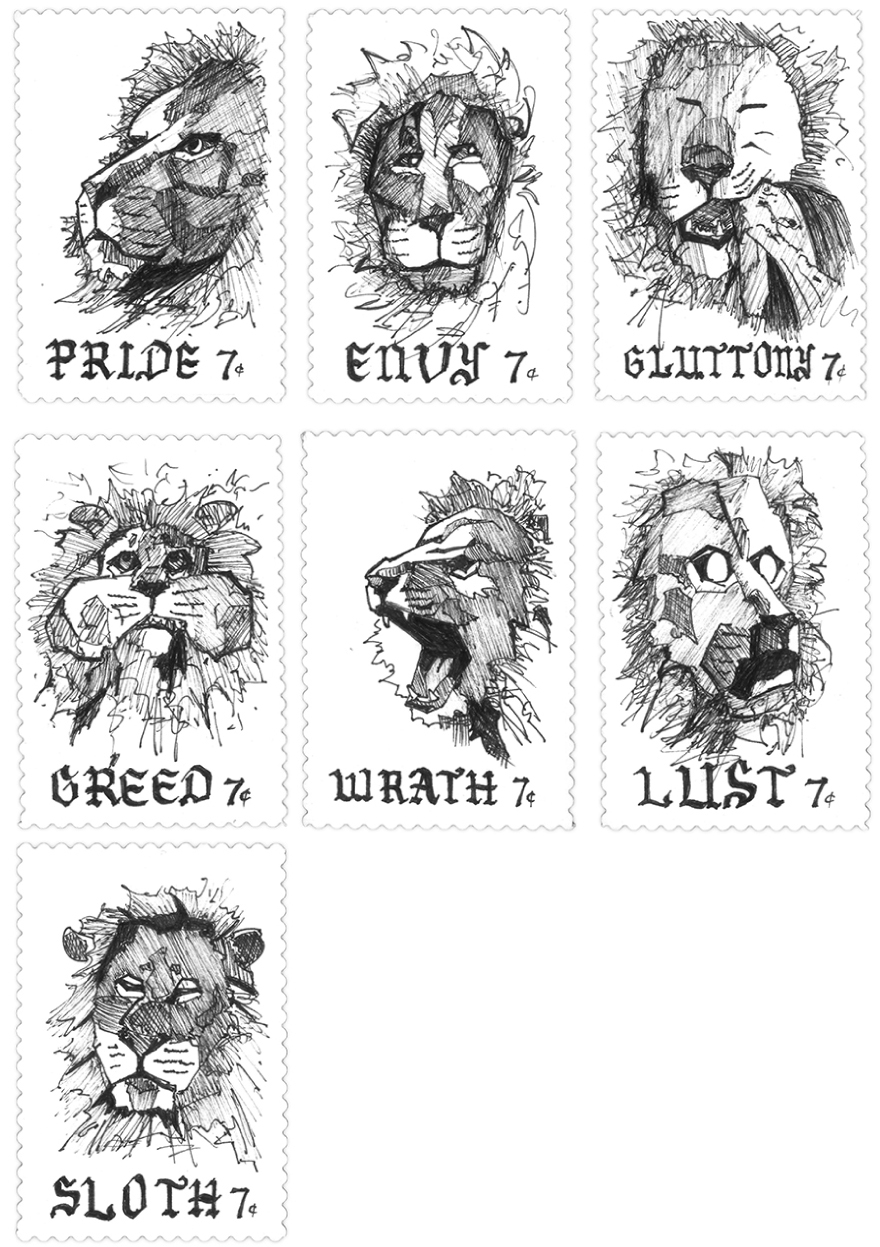 PRIDE 7¢
ENVY 7¢
GLUTTONY 7¢
GREED 7¢
WRATH 7¢
LUST 7¢
SLOTH 7¢